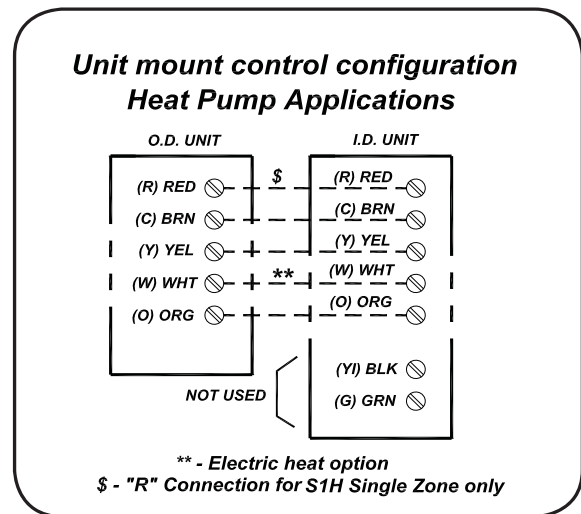 Unit mount control configuration
Heat Pump Applications
O.D. UNIT I.D. UNIT
(R) RED $ (R) RED
(C) BRN (C) BRN
(Y) YEL (Y) YEL
(W) WHT ** (W) WHT
(O) ORG (O) ORG
(YI) BLK
NOT USED
(G) GRN
** - Electric heat option
$ - "R" Connection for S1H Single Zone only